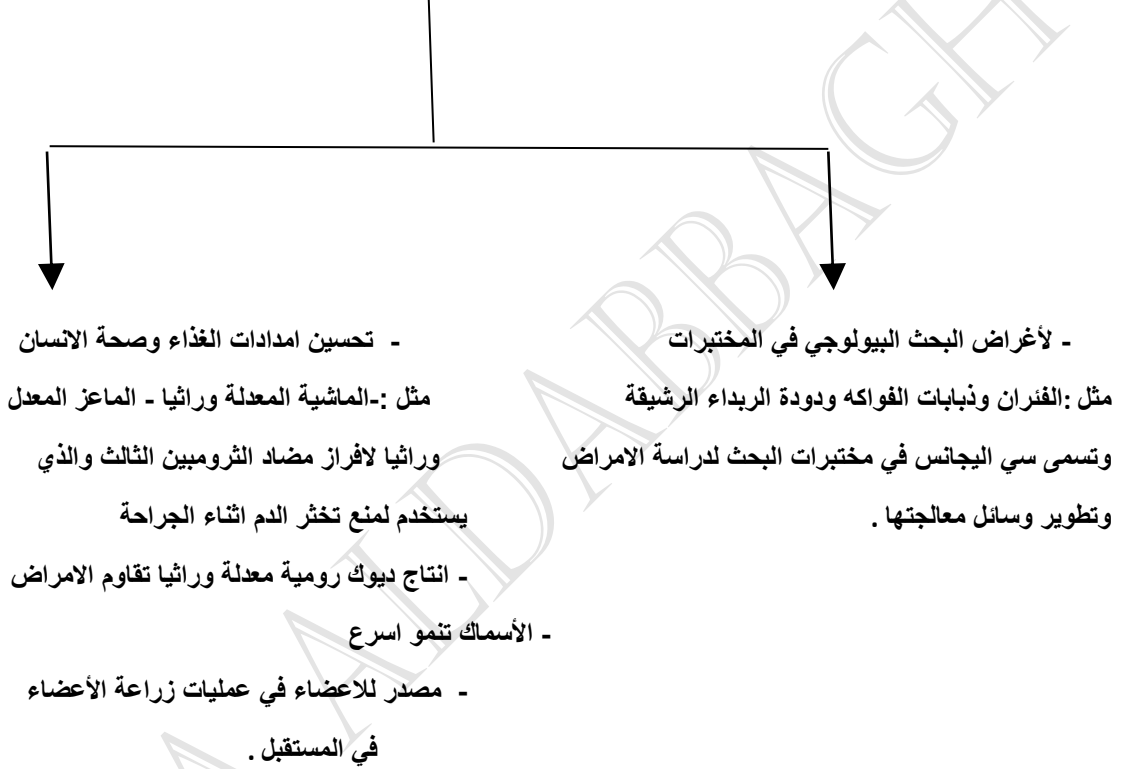 - لأغراض البحث البيولوجي في المختبرات
مثل :الفئران وذبابات الفواكه ودودة الربداء الرشيقة
وتسمى سي اليجانس في مختبرات البحث لدراسة الامراض
وتطوير وسائل معالجتها .
- تحسين امدادات الغذاء وصحة الانسان
مثل :-الماشية المعدلة وراثيا - الماعز المعدل
وراثيا لافراز مضاد الثرومبين الثالث والذي
يستخدم لمنع تخثر الدم اثناء الجراحة
- انتاج ديوك رومية معدلة وراثيا تقاوم الامراض
- الأسماك تنمو اسرع
- مصدر للاعضاء في عمليات زراعة الأعضاء
في المستقبل .
ALDABBAGH